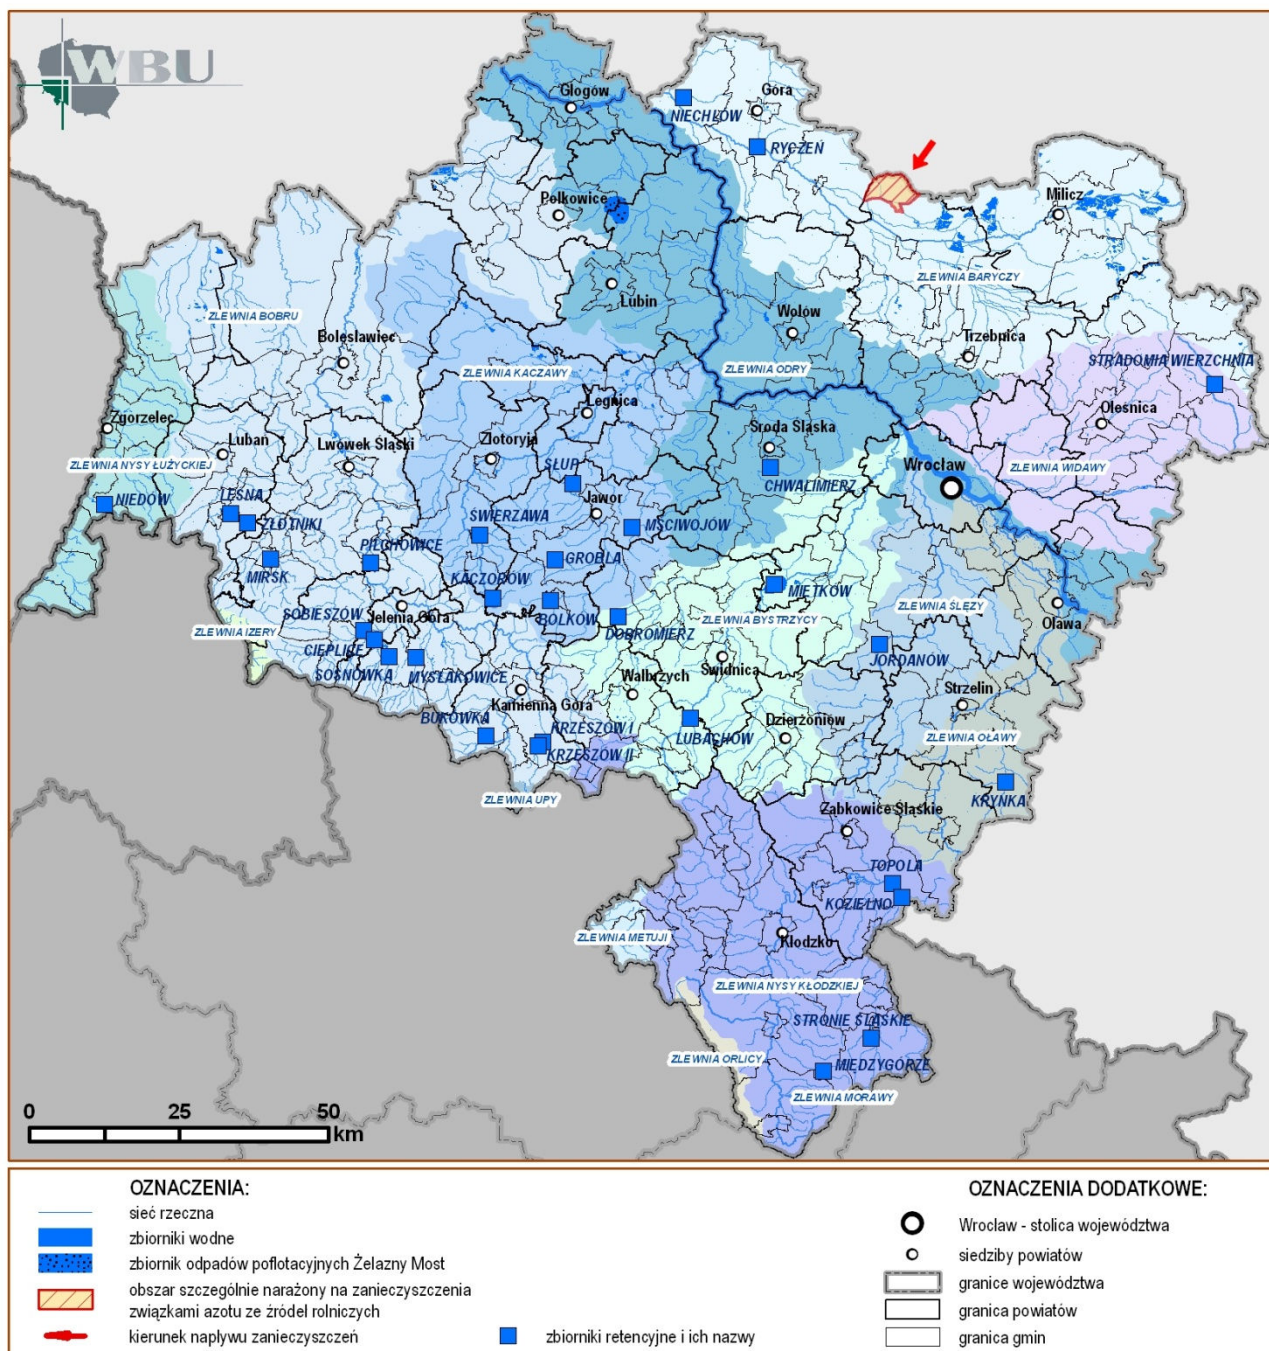 WBU
Głogów
NIECHLÓW
Góra
RYCZEŃ
Polkowice
Milicz
Lubin
ZLEWNIA BARYCZY
ZLEWNIA BOBRU
Bolesławiec
Wołów
Trzebnica
STRADOMIA WIERZCHNIA
ZLEWNIA KACZAWY
ZLEWNIA ODRY
Legnica
Zgorzelec
Lubań
Lwówek Śląski
Złotoryja
Środa Śląska
Oleśnica
ZLEWNIA NYSY ŁUŻYCKIEJ
SŁUP
CHWALIMIERZ
Wrocław
ZLEWNIA WIDAWY
NIEDÓW
LEŚNA
ZŁOTNIKI
Jawor
ŚWIERZAWA
MŚCIWOJÓW
MIRSK
PILCHOWICE
GROBLA
KACZORÓW
MIETKÓW
ZLEWNIA ŚLĘZY
SOBIESZÓW
Jelenia Góra
BOLKÓW
DOBROMIERZ
ZLEWNIA BYSTRZYCY
Oława
ZLEWNIA IZERY
CIEPLICE
SOSNÓWKA
MYSŁAKOWICE
JORDANÓW
Świdnica
Wałbrzych
Strzelin
Kamienna Góra
BUKÓWKA
KRZESZÓW I
KRZESZÓW II
LUBACHÓW
Dzierżoniów
ZLEWNIA OŁAWY
ZLEWNIA UPY
KRYNKA
Ząbkowice Śląskie
TOPOLA
KOZIELNO
ZLEWNIA METUJI
Kłodzko
ZLEWNIA NYSY KŁODZKIEJ
STRONIE ŚLĄSKIE
ZLEWNIA ORLICY
MIĘDZYGÓRZE
ZLEWNIA MORAWY
0 25 50
km
OZNACZENIA:
sieć rzeczna
zbiorniki wodne
zbiornik odpadów poflotacyjnych Żelazny Most
obszar szczególnie narażony na zanieczyszczenia
związkami azotu ze źródeł rolniczych
kierunek napływu zanieczyszczeń
zbiorniki retencyjne i ich nazwy
OZNACZENIA DODATKOWE:
Wrocław - stolica województwa
siedziby powiatów
granice województwa
granica powiatów
granica gmin